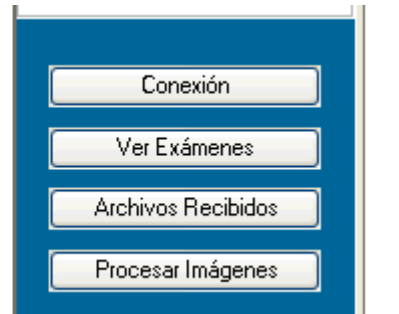 Conexión
Ver Exámenes
Archivos Recibidos
Procesar Imágenes